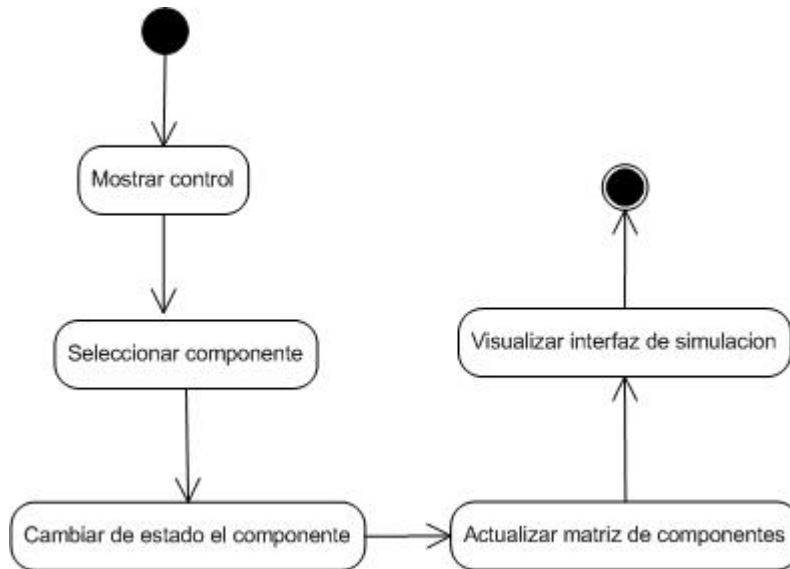 Mostrar control
Seleccionar componente
Cambiar de estado el componente
Actualizar matriz de componentes
Visualizar interfaz de simulacion